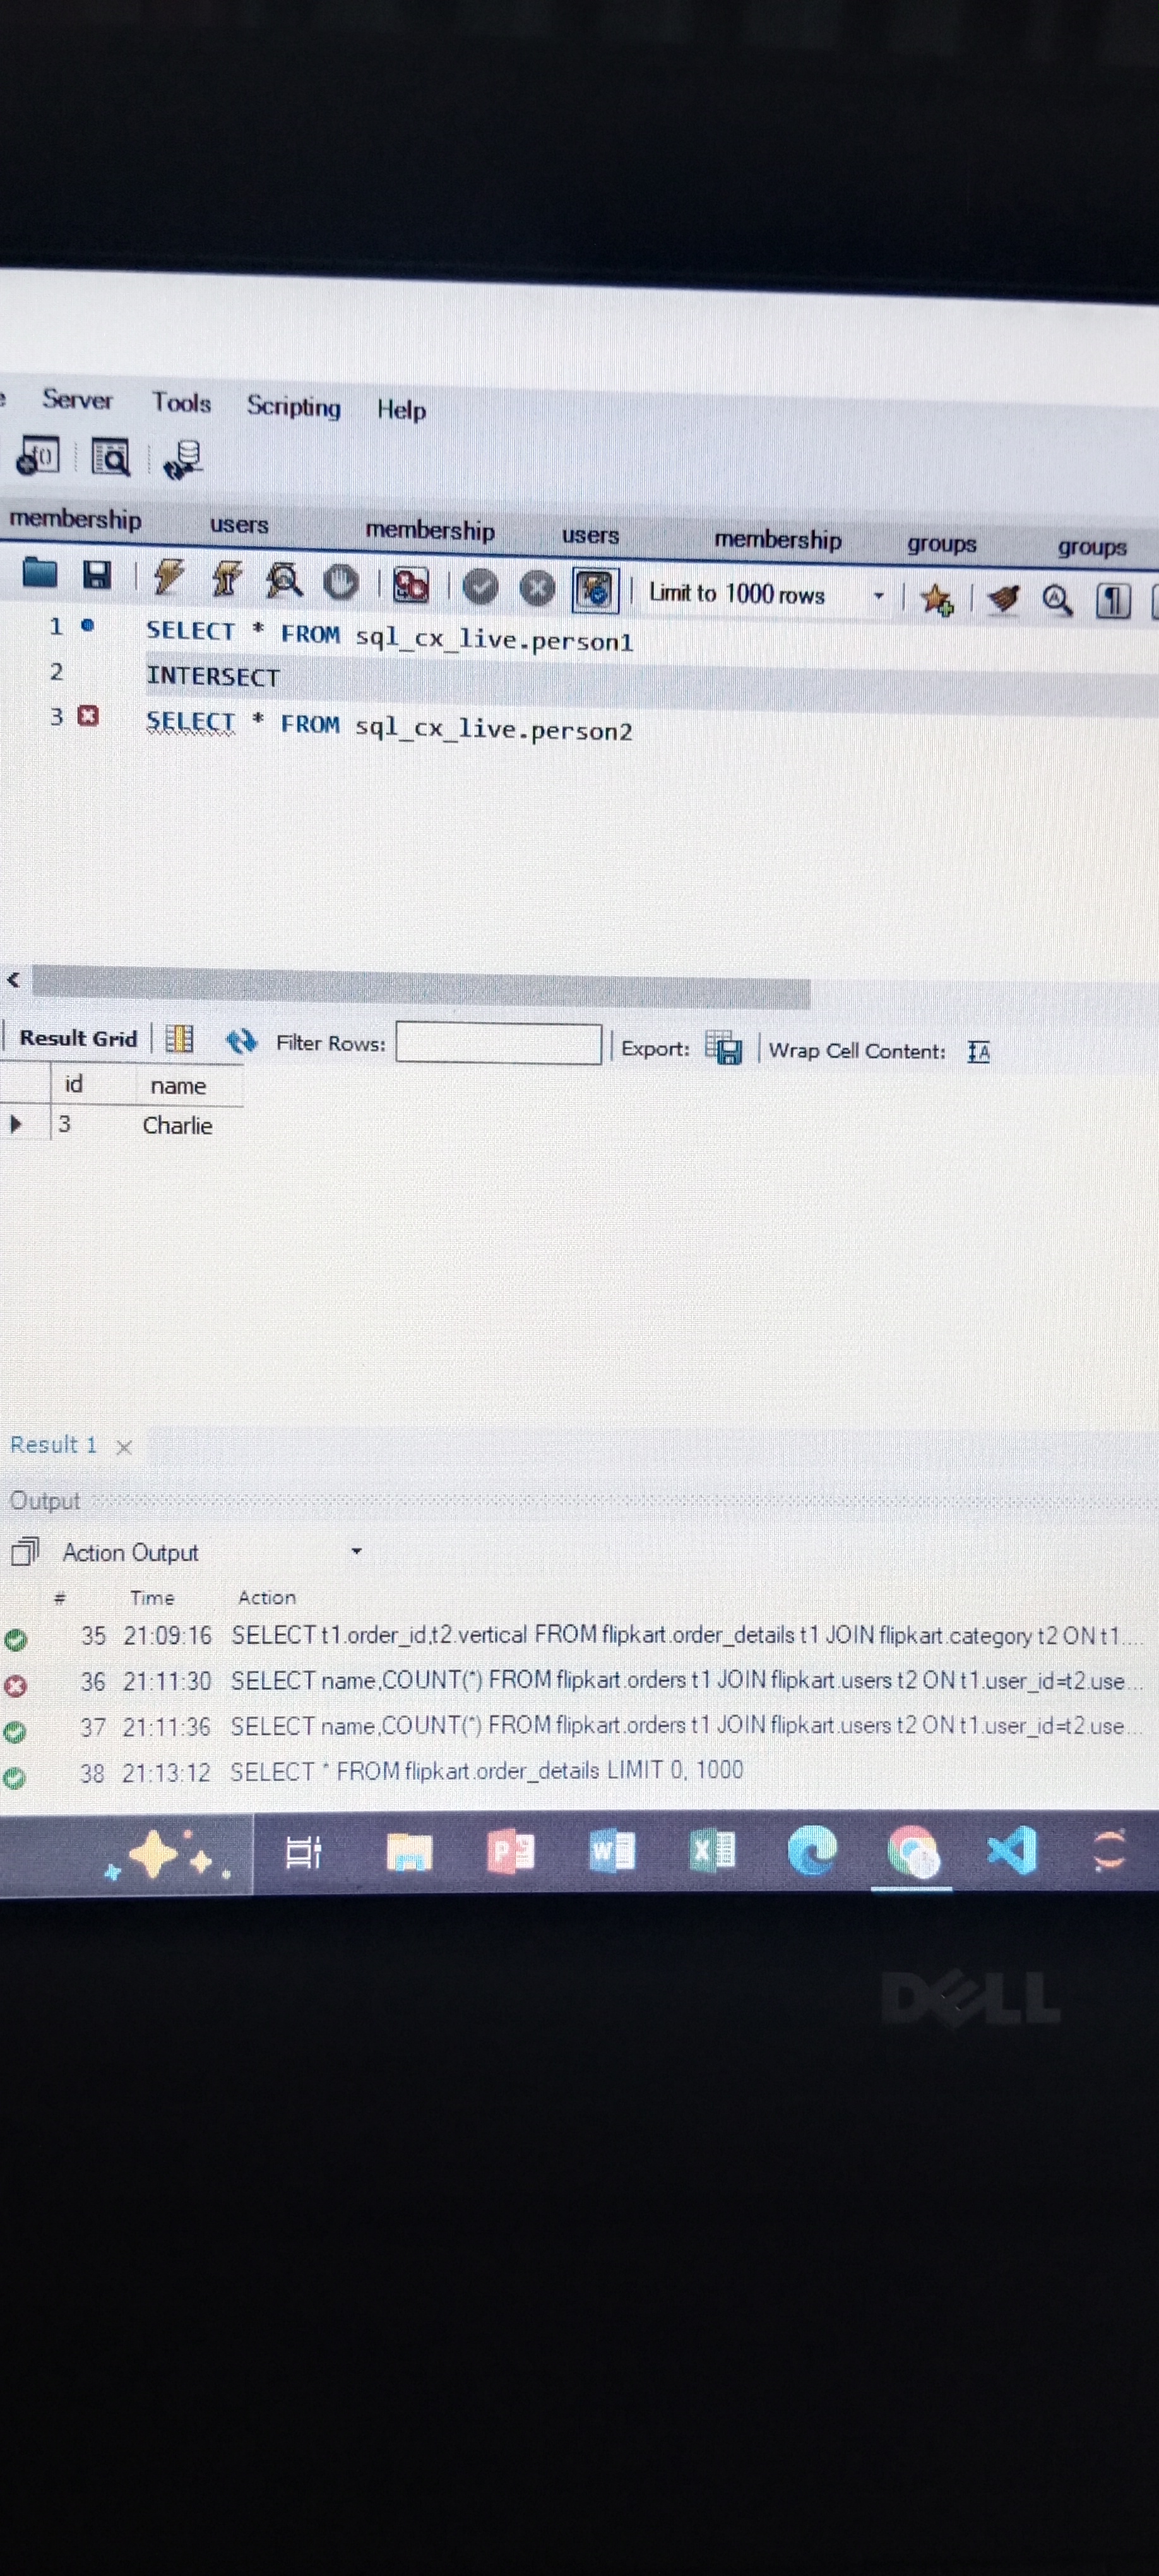 Server Tools Scripting Help
membership users membership users membership groups groups
Limit to 1000 rows
1 SELECT * FROM sql_cx_live.person1
2 INTERSECT
3 SELECT * FROM sql_cx_live.person2
Result Grid Filter Rows: Export: Wrap Cell Content:
id name
3 Charlie
Result 1
Output
Action Output
# Time Action
35 21:09:16 SELECT t1.order_id,t2.vertical FROM flipkart.order_details t1 JOIN flipkart.category t2 ON t1....
36 21:11:30 SELECT name,COUNT(*) FROM flipkart.orders t1 JOIN flipkart.users t2 ON t1.user_id=t2.use...
37 21:11:36 SELECT name,COUNT(*) FROM flipkart.orders t1 JOIN flipkart.users t2 ON t1.user_id=t2.use...
38 21:13:12 SELECT * FROM flipkart.order_details LIMIT 0, 1000
DELL